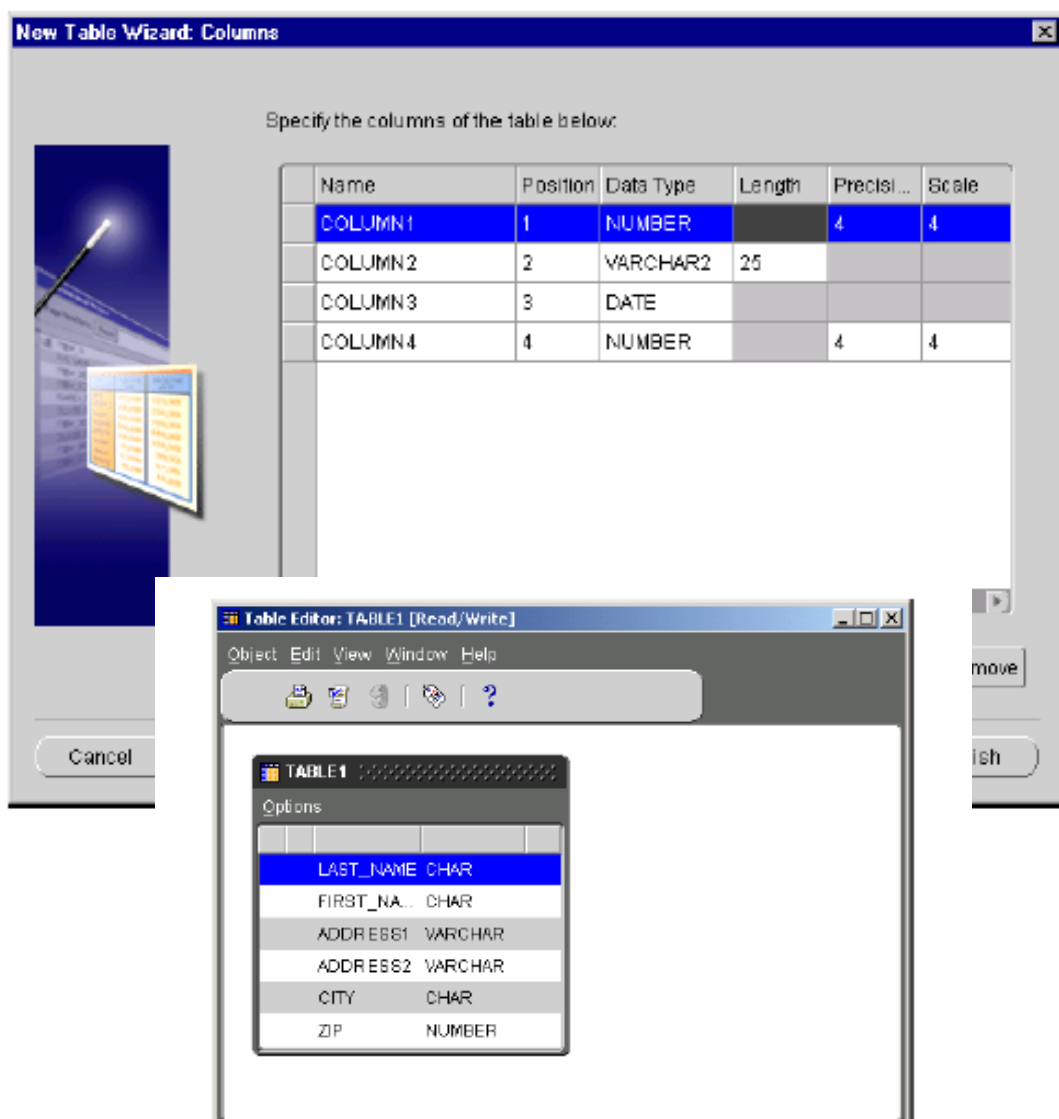 New Table Wizard: Columns
Specify the columns of the table below:
Name Position Data Type Length Precisi... Scale
COLUMN1 1 NUMBER 4 4
COLUMN2 2 VARCHAR2 25
COLUMN3 3 DATE
COLUMN4 4 NUMBER 4 4
move
Cancel ish
Table Editor: TABLE1 [Read/Write]
Object Edit View Window Help
?
TABLE1
Options
LAST_NAME CHAR
FIRST_NA... CHAR
ADDRESS1 VARCHAR
ADDRESS2 VARCHAR
CITY CHAR
ZIP NUMBER